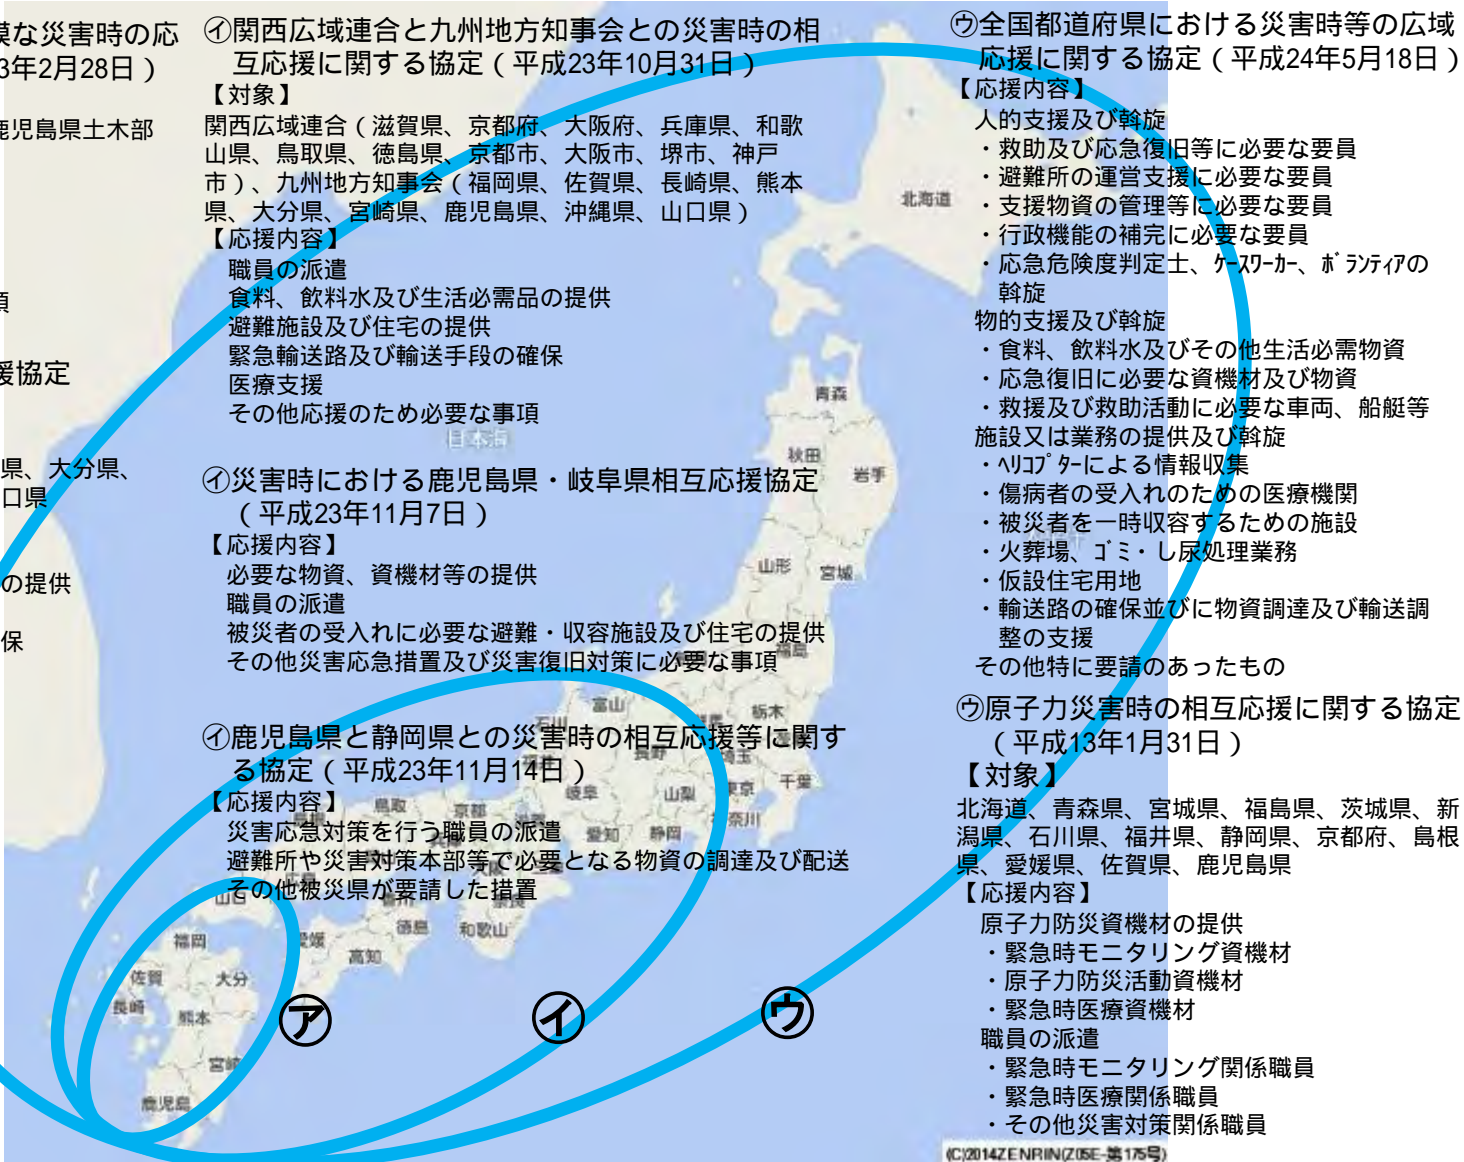 模な災害時の応
3年2月28日)
鹿児島県土木部
援協定
県、大分県、
口県
の提供
保
㋑関西広域連合と九州地方知事会との災害時の相
互応援に関する協定(平成23年10月31日)
【対象】
関西広域連合(滋賀県、京都府、大阪府、兵庫県、和歌
山県、鳥取県、徳島県、京都市、大阪市、堺市、神戸
市)、九州地方知事会(福岡県、佐賀県、長崎県、熊本
県、大分県、宮崎県、鹿児島県、沖縄県、山口県)
【応援内容】
職員の派遣
食料、飲料水及び生活必需品の提供
避難施設及び住宅の提供
緊急輸送路及び輸送手段の確保
医療支援
その他応援のため必要な事項
㋑災害時における鹿児島県・岐阜県相互応援協定
(平成23年11月7日)
【応援内容】
必要な物資、資機材等の提供
職員の派遣
被災者の受入れに必要な避難・収容施設及び住宅の提供
その他災害応急措置及び災害復旧対策に必要な事項
㋑鹿児島県と静岡県との災害時の相互応援等に関す
る協定(平成23年11月14日)
【応援内容】
災害応急対策を行う職員の派遣
避難所や災害対策本部等で必要となる物資の調達及び配送
その他被災県が要請した措置
㋒全国都道府県における災害時等の広域
応援に関する協定(平成24年5月18日)
【応援内容】
人的支援及び斡旋
・救助及び応急復旧等に必要な要員
・避難所の運営支援に必要な要員
・支援物資の管理等に必要な要員
・行政機能の補完に必要な要員
・応急危険度判定士、ｹｰｽﾜｰｶｰ、ﾎﾞﾗﾝﾃｨｱの
斡旋
物的支援及び斡旋
・食料、飲料水及びその他生活必需物資
・応急復旧に必要な資機材及び物資
・救援及び救助活動に必要な車両、船艇等
施設又は業務の提供及び斡旋
・ﾍﾘｺﾌﾟﾀｰによる情報収集
・傷病者の受入れのための医療機関
・被災者を一時収容するための施設
・火葬場、ｺﾞﾐ・し尿処理業務
・仮設住宅用地
・輸送路の確保並びに物資調達及び輸送調
整の支援
その他特に要請のあったもの
㋒原子力災害時の相互応援に関する協定
(平成13年1月31日)
【対象】
北海道、青森県、宮城県、福島県、茨城県、新
潟県、石川県、福井県、静岡県、京都府、島根
県、愛媛県、佐賀県、鹿児島県
【応援内容】
原子力防災資機材の提供
・緊急時モニタリング資機材
・原子力防災活動資機材
・緊急時医療資機材
職員の派遣
・緊急時モニタリング関係職員
・緊急時医療関係職員
・その他災害対策関係職員
北海道
日本海
青森
秋田
岩手
山形
宮城
福島
富山
石川
栃木
長野
埼玉
岐阜
山梨
東京
千葉
神奈川
鳥取
京都
愛知
静岡
兵庫
広島
山口
徳島
和歌山
愛媛
高知
福岡
佐賀
大分
長崎
熊本
宮崎
鹿児島
㋐
㋑
㋒
(C)2014ZENRIN(Z05E-第175号)